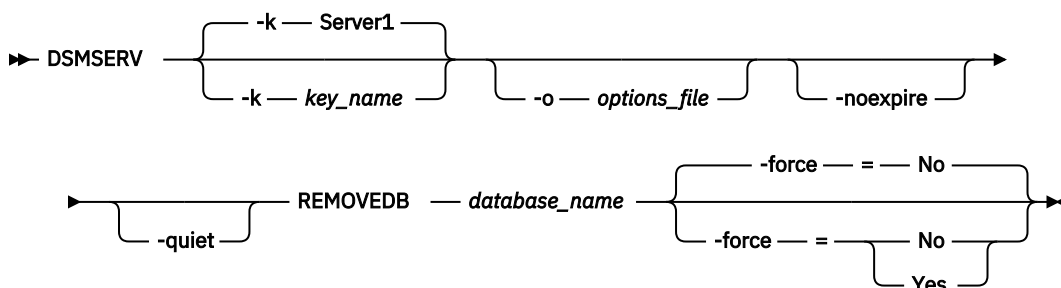 -k Server1
DSMSERV
-k key_name
-o options_file
-noexpire
-force = No
REMOVEDB database_name
-quiet
-force = No
Yes